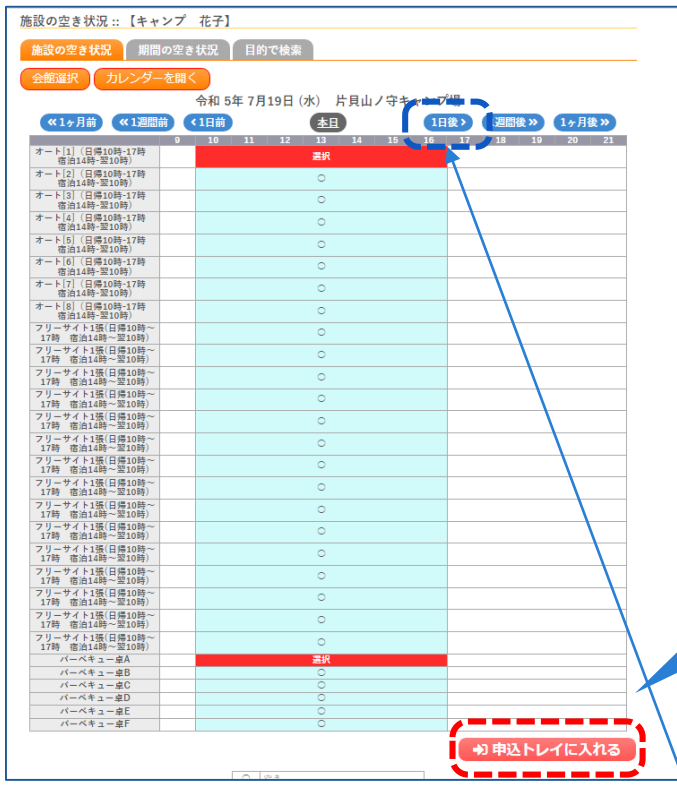 施設の空き状況 :: 【キャンプ 花子】
施設の空き状況 期間の空き状況 目的で検索
会館選択 カレンダーを開く
令和 5年 7月19日 (水) 片貝山ノ守キャンプ場
≪1ヶ月前 ≪1週間前 <1日前 本日 1日後> 週間後≫ 1ヶ月後≫
9 10 11 12 13 14 15 16 17 18 19 20 21
オート[1]（日帰10時-17時
宿泊14時-翌10時） 選択
オート[2]（日帰10時-17時
宿泊14時-翌10時） ○
オート[3]（日帰10時-17時
宿泊14時-翌10時） ○
オート[4]（日帰10時-17時
宿泊14時-翌10時） ○
オート[5]（日帰10時-17時
宿泊14時-翌10時） ○
オート[6]（日帰10時-17時
宿泊14時-翌10時） ○
オート[7]（日帰10時-17時
宿泊14時-翌10時） ○
オート[8]（日帰10時-17時
宿泊14時-翌10時） ○
フリーサイト1張(日帰10時～
17時 宿泊14時～翌10時） ○
フリーサイト1張(日帰10時～
17時 宿泊14時～翌10時） ○
フリーサイト1張(日帰10時～
17時 宿泊14時～翌10時） ○
フリーサイト1張(日帰10時～
17時 宿泊14時～翌10時） ○
フリーサイト1張(日帰10時～
17時 宿泊14時～翌10時） ○
フリーサイト1張(日帰10時～
17時 宿泊14時～翌10時） ○
フリーサイト1張(日帰10時～
17時 宿泊14時～翌10時） ○
フリーサイト1張(日帰10時～
17時 宿泊14時～翌10時） ○
フリーサイト1張(日帰10時～
17時 宿泊14時～翌10時） ○
フリーサイト1張(日帰10時～
17時 宿泊14時～翌10時） ○
フリーサイト1張(日帰10時～
17時 宿泊14時～翌10時） ○
フリーサイト1張(日帰10時～
17時 宿泊14時～翌10時） ○
フリーサイト1張(日帰10時～
17時 宿泊14時～翌10時） ○
フリーサイト1張(日帰10時～
17時 宿泊14時～翌10時） ○
フリーサイト1張(日帰10時～
17時 宿泊14時～翌10時） ○
バーベキュー卓A 選択
バーベキュー卓B ○
バーベキュー卓C ○
バーベキュー卓D ○
バーベキュー卓E ○
バーベキュー卓F ○
申込トレイに入れる